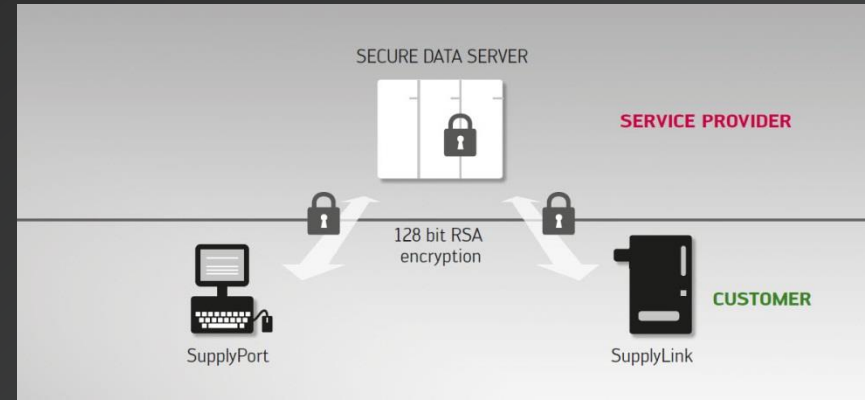 SECURE DATA SERVER
SERVICE PROVIDER
128 bit RSA
encryption
CUSTOMER
SupplyPort
SupplyLink